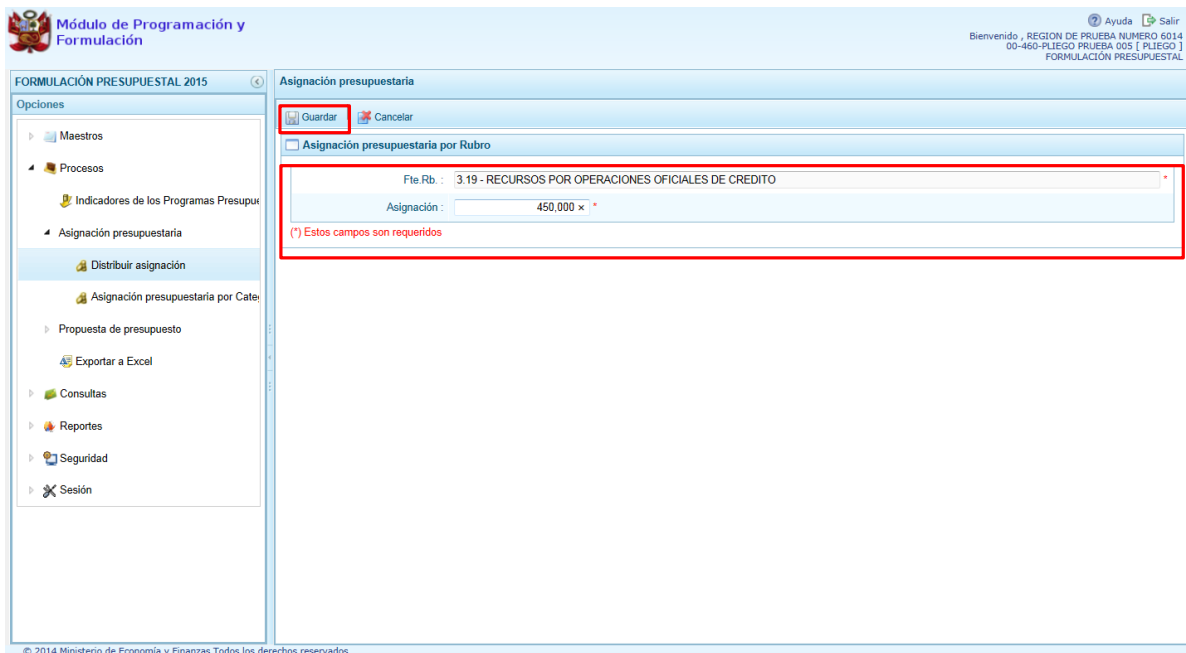 Módulo de Programación y
Formulación
Ayuda Salir
Bienvenido , REGION DE PRUEBA NUMERO 6014
00-460-PLIEGO PRUEBA 005 [ PLIEGO ]
FORMULACIÓN PRESUPUESTAL
FORMULACIÓN PRESUPUESTAL 2015
Opciones
Maestros
Procesos
Indicadores de los Programas Presupue
Asignación presupuestaria
Distribuir asignación
Asignación presupuestaria por Cate
Propuesta de presupuesto
Exportar a Excel
Consultas
Reportes
Seguridad
Sesión
Asignación presupuestaria
Guardar Cancelar
Asignación presupuestaria por Rubro
Fte.Rb. : 3.19 - RECURSOS POR OPERACIONES OFICIALES DE CREDITO *
Asignación : 450,000 × *
(*) Estos campos son requeridos
© 2014 Ministerio de Economía y Finanzas Todos los derechos reservados